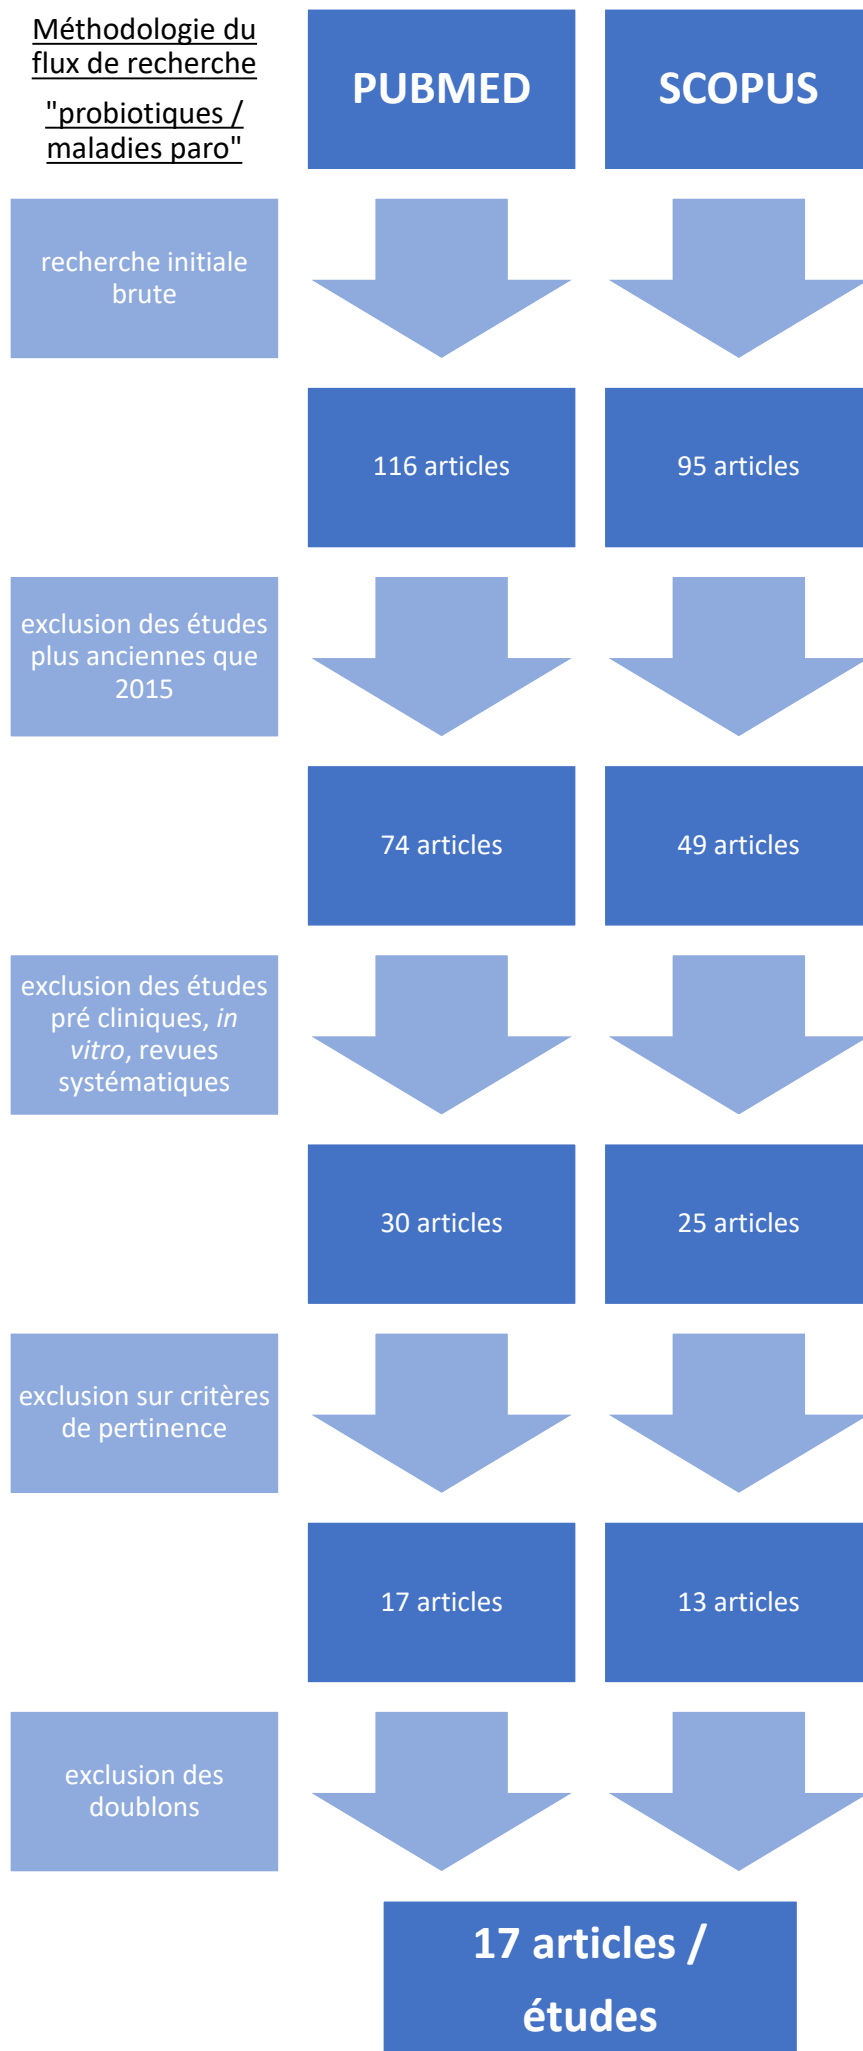 Méthodologie du
flux de recherche
"probiotiques /
maladies paro"
PUBMED
SCOPUS
recherche initiale
brute
116 articles
95 articles
exclusion des études
plus anciennes que
2015
74 articles
49 articles
exclusion des études
pré cliniques, in
vitro, revues
systématiques
30 articles
25 articles
exclusion sur critères
de pertinence
17 articles
13 articles
exclusion des
doublons
17 articles /
études